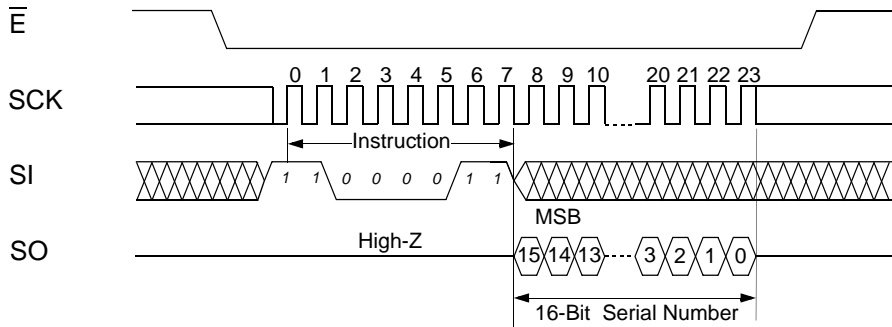 E
SCK
0 1 2 3 4 5 6 7 8 9 10 20 21 22 23
Instruction
SI
1 1 0 0 0 0 1 1
MSB
SO
High-Z
15 14 13 3 2 1 0
16-Bit Serial Number